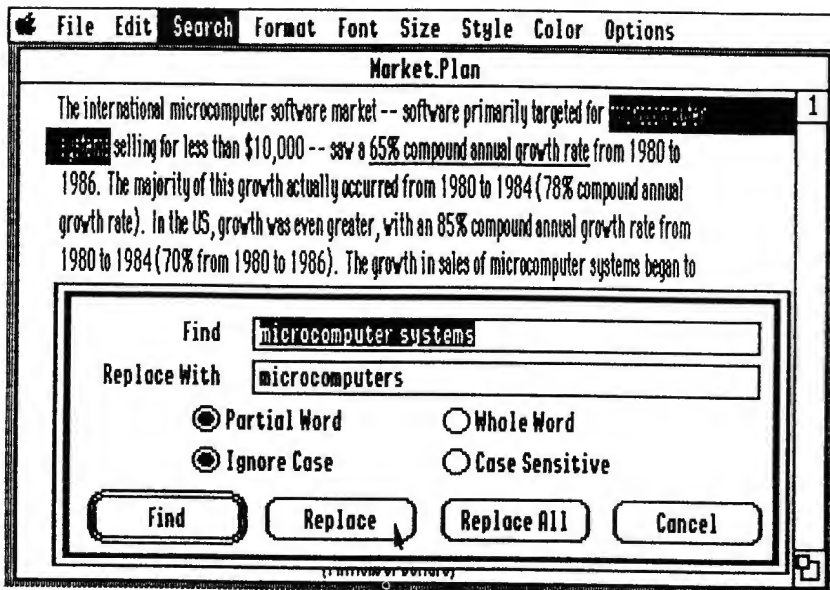 File Edit Search Format Font Size Style Color Options
Market.Plan
The international microcomputer software market -- software primarily targeted for microcomputer
systems selling for less than $10,000 -- saw a 65% compound annual growth rate from 1980 to
1986. The majority of this growth actually occurred from 1980 to 1984 (78% compound annual
growth rate). In the US, growth was even greater, with an 85% compound annual growth rate from
1980 to 1984 (70% from 1980 to 1986). The growth in sales of microcomputer systems began to
1
Find microcomputer systems
Replace With microcomputers
Partial Word Whole Word
Ignore Case Case Sensitive
Find Replace Replace All Cancel